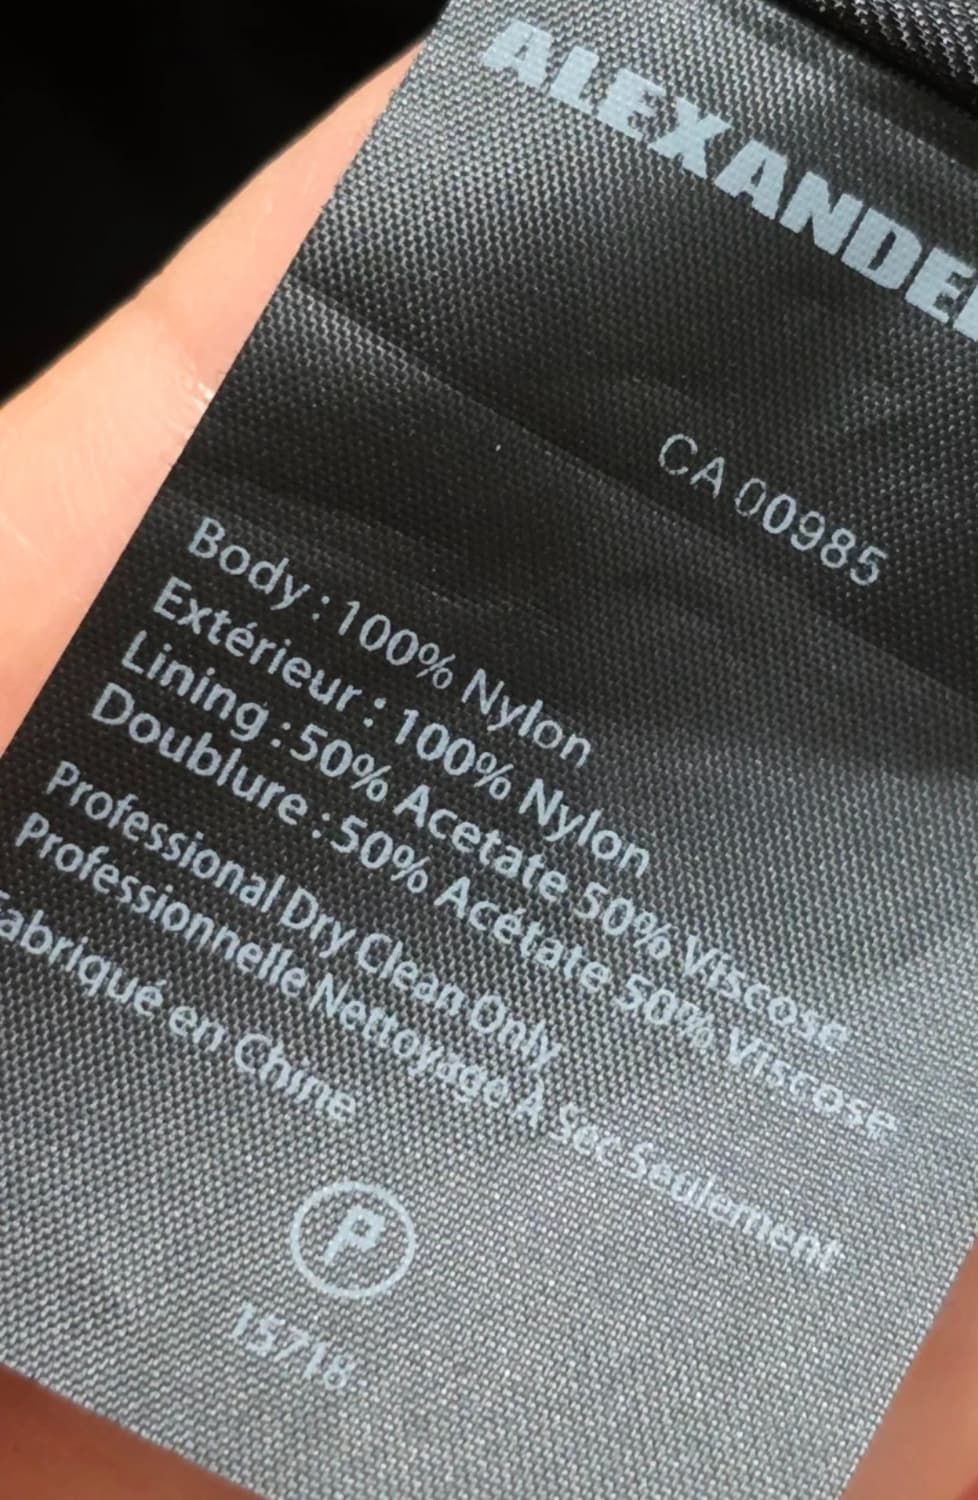 ALEXANDE
CA 00985
Body : 100% Nylon
Extérieur : 100% Nylon
Lining : 50% Acetate 50% Viscose
Doublure : 50% Acétate 50% Viscose
Professional Dry Clean Only
Professionnelle Nettoyage À Sec Seulement
Fabriqué en Chine
P
15718